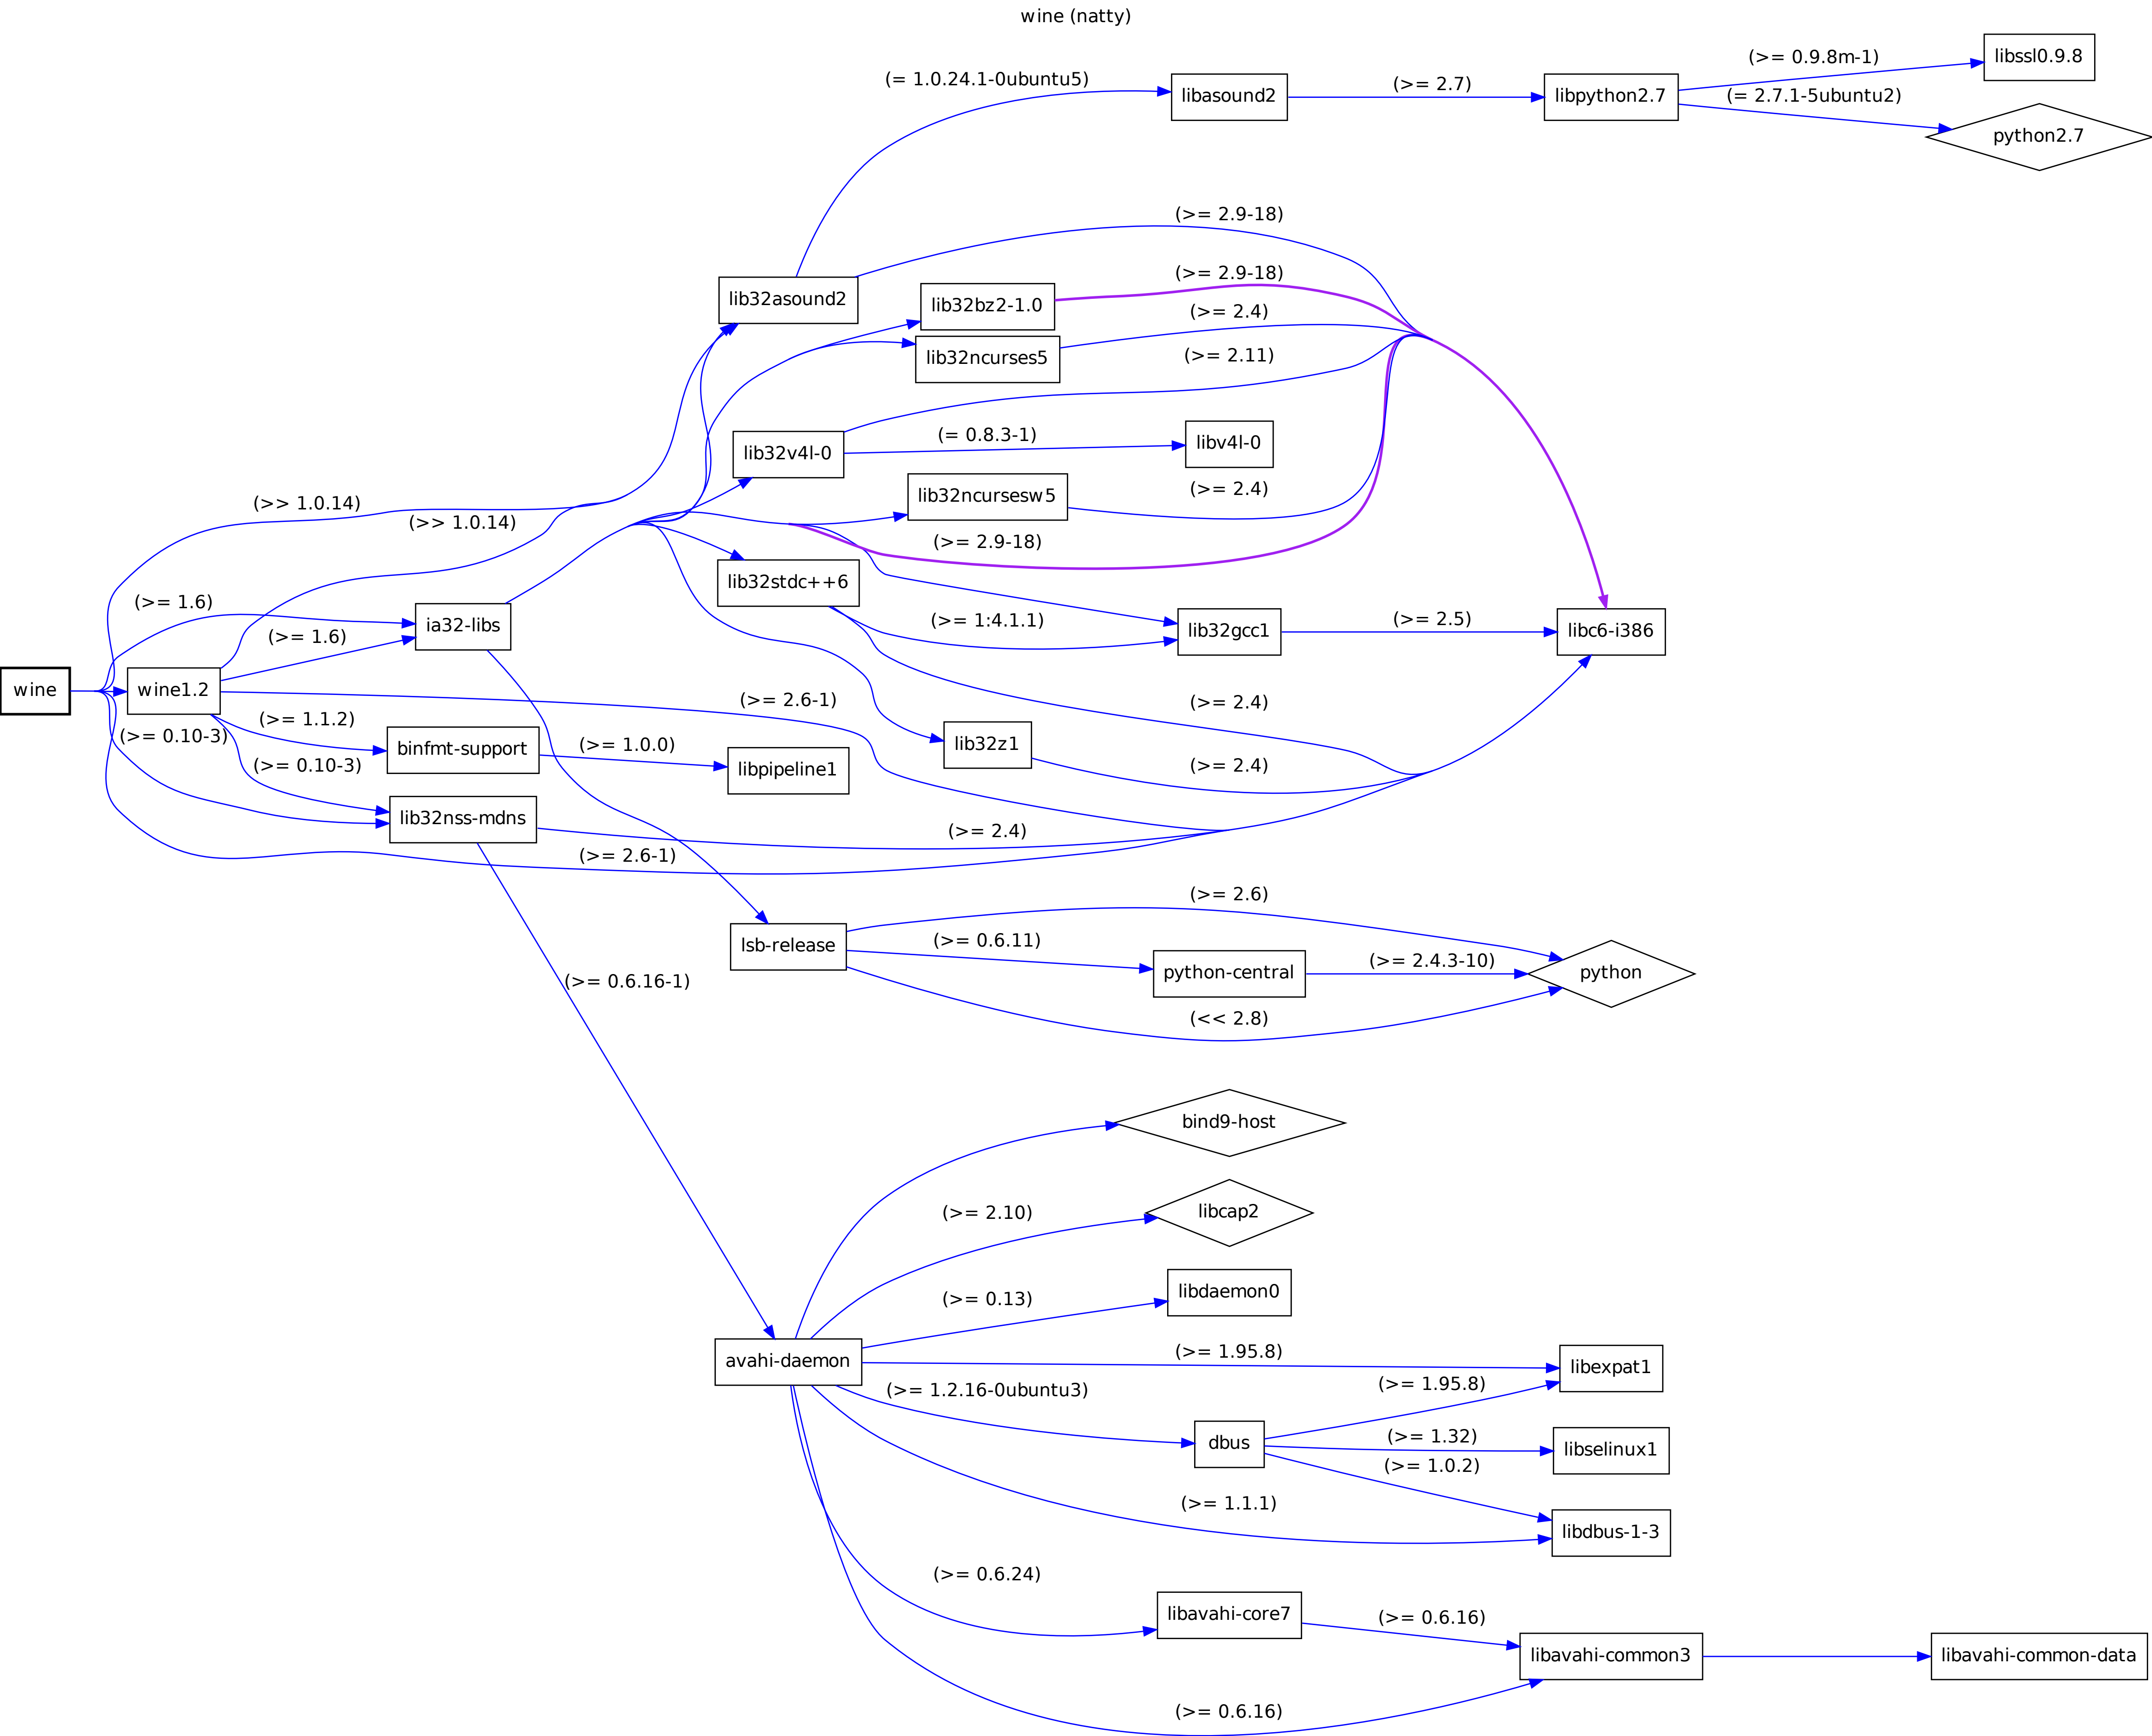 wine (natty)
(>= 0.9.8m-1)
libssl0.9.8
(= 1.0.24.1-0ubuntu5)
libasound2
(>= 2.7)
libpython2.7
(= 2.7.1-5ubuntu2)
python2.7
(>= 2.9-18)
(>= 2.9-18)
lib32asound2
lib32bz2-1.0
(>= 2.4)
lib32ncurses5
(>= 2.11)
(= 0.8.3-1)
libv4l-0
lib32v4l-0
(>= 2.4)
lib32ncursesw5
(>> 1.0.14)
(>> 1.0.14)
(>= 2.9-18)
lib32stdc++6
(>= 1.6)
ia32-libs
(>= 1:4.1.1)
lib32gcc1
(>= 2.5)
libc6-i386
(>= 1.6)
wine
wine1.2
(>= 2.6-1)
(>= 2.4)
(>= 1.1.2)
(>= 0.10-3)
binfmt-support
(>= 1.0.0)
lib32z1
(>= 0.10-3)
libpipeline1
(>= 2.4)
lib32nss-mdns
(>= 2.4)
(>= 2.6-1)
(>= 2.6)
lsb-release
(>= 0.6.11)
python-central
(>= 2.4.3-10)
python
(>= 0.6.16-1)
(<< 2.8)
bind9-host
(>= 2.10)
libcap2
(>= 0.13)
libdaemon0
avahi-daemon
(>= 1.95.8)
libexpat1
(>= 1.2.16-0ubuntu3)
(>= 1.95.8)
dbus
(>= 1.32)
libselinux1
(>= 1.0.2)
(>= 1.1.1)
libdbus-1-3
(>= 0.6.24)
libavahi-core7
(>= 0.6.16)
libavahi-common3
libavahi-common-data
(>= 0.6.16)